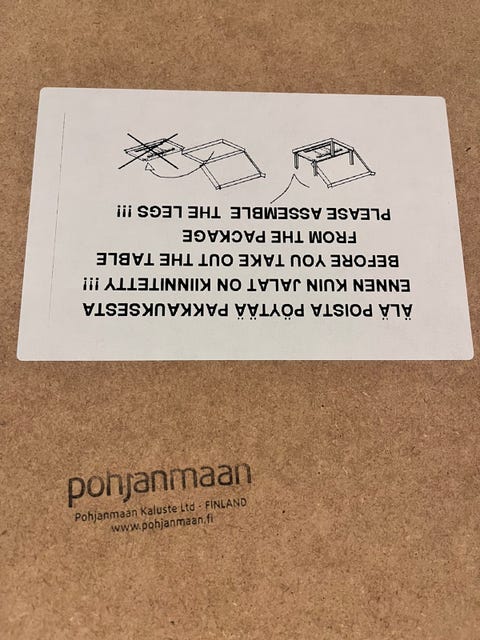 ÄLÄ POISTA PÖYTÄÄ PAKKAUKSESTA
ENNEN KUIN JALAT ON KIINNITETTY !!!
BEFORE YOU TAKE OUT THE TABLE
FROM THE PACKAGE
PLEASE ASSEMBLE THE LEGS !!!
pohjanmaan
Pohjanmaan Kaluste Ltd - FINLAND
www.pohjanmaan.fi